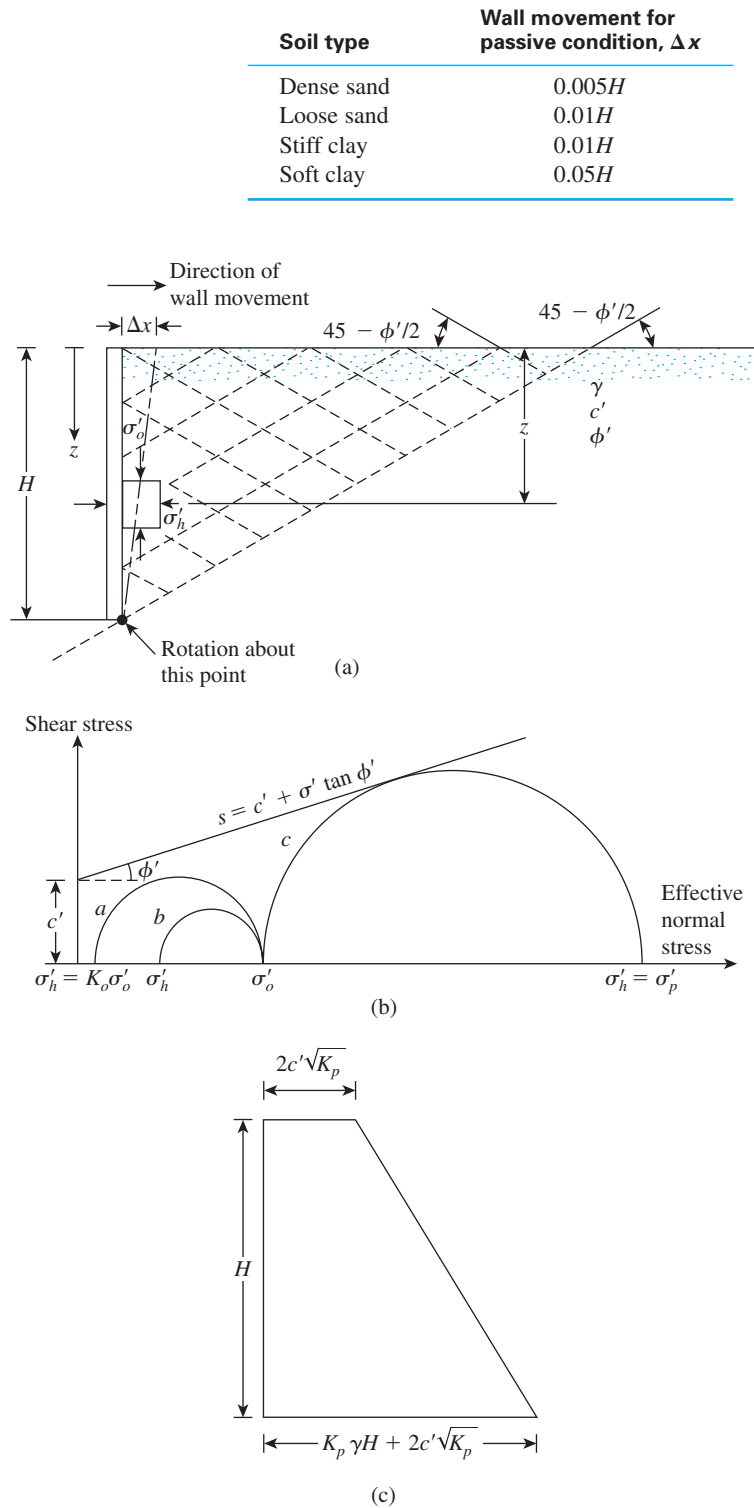 Soil type
Wall movement for
passive condition, Δx
Dense sand 0.005H
Loose sand 0.01H
Stiff clay 0.01H
Soft clay 0.05H
Direction of
wall movement
Δx
45 − ϕ′/2
45 − ϕ′/2
γ
c′
ϕ′
z
σ′o
z
H
σ′h
Rotation about
this point
(a)
Shear stress
s = c′ + σ′ tan ϕ′
c
ϕ′
c′
a
b
Effective
normal
stress
σ′h = Koσ′o σ′h σ′o σ′h = σ′p
(b)
2c′√Kp
H
Kp γH + 2c′√Kp
(c)